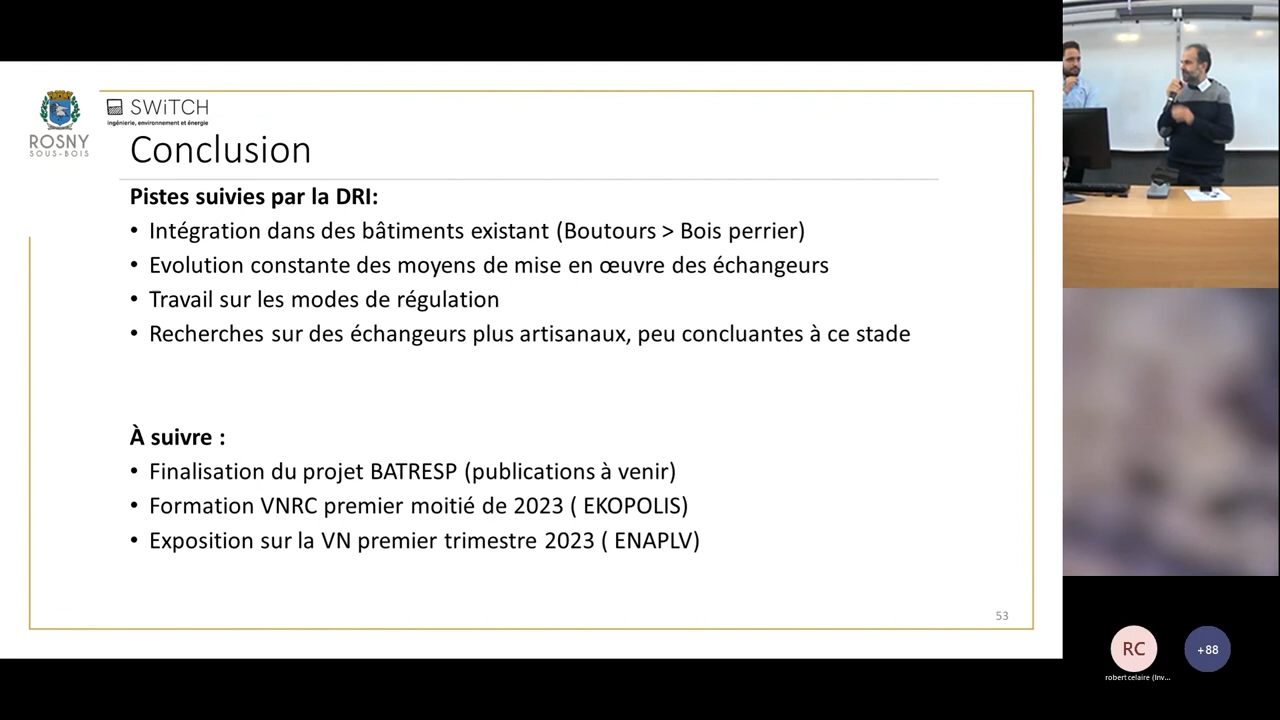 ROSNY
SOUS-BOIS
SWiTCH
ingénierie, environnement et énergie
Conclusion
Pistes suivies par la DRI:
• Intégration dans des bâtiments existant (Boutours > Bois perrier)
• Evolution constante des moyens de mise en œuvre des échangeurs
• Travail sur les modes de régulation
• Recherches sur des échangeurs plus artisanaux, peu concluantes à ce stade
À suivre :
• Finalisation du projet BATRESP (publications à venir)
• Formation VNRC premier moitié de 2023 ( EKOPOLIS)
• Exposition sur la VN premier trimestre 2023 ( ENAPLV)
53
RC
+88
robert celaire (Inv...